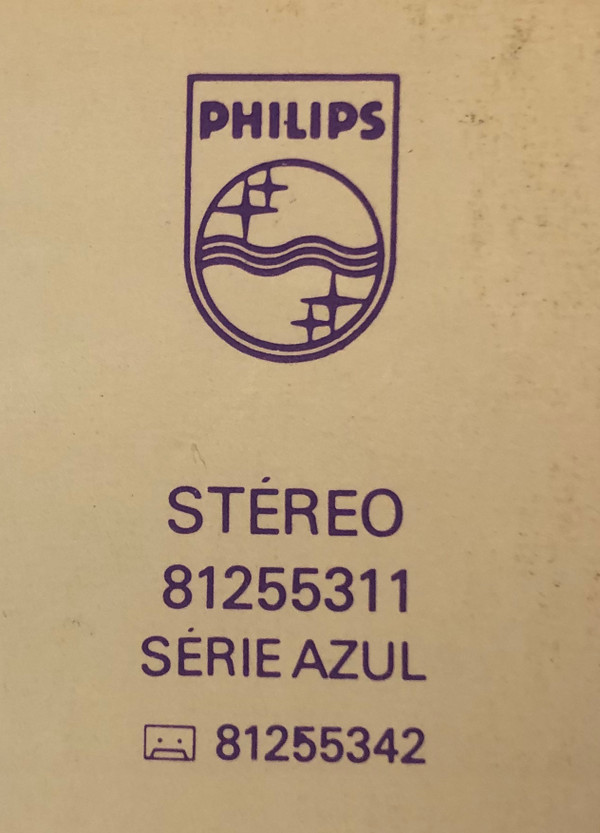 PHILIPS
STÉREO
81255311
SÉRIE AZUL
81255342